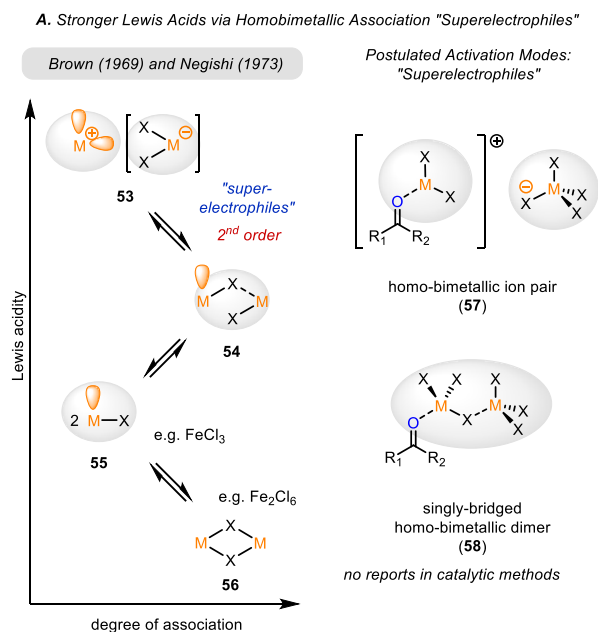 A. Stronger Lewis Acids via Homobimetallic Association "Superelectrophiles"
Brown (1969) and Negishi (1973)
Postulated Activation Modes:
"Superelectrophiles"
Lewis acidity
M
⊕
X
X
M
⊖
53
"super-
electrophiles"
2nd order
M
X
X
M
54
2 M X
55
e.g. FeCl3
e.g. Fe2Cl6
M
X
X
M
56
degree of association
X
M
X
O
R1 R2
⊕
⊖
X
M
X
X
X
homo-bimetallic ion pair
(57)
X
X
M
X
O
R1 R2
X
M
X
X
singly-bridged
homo-bimetallic dimer
(58)
no reports in catalytic methods